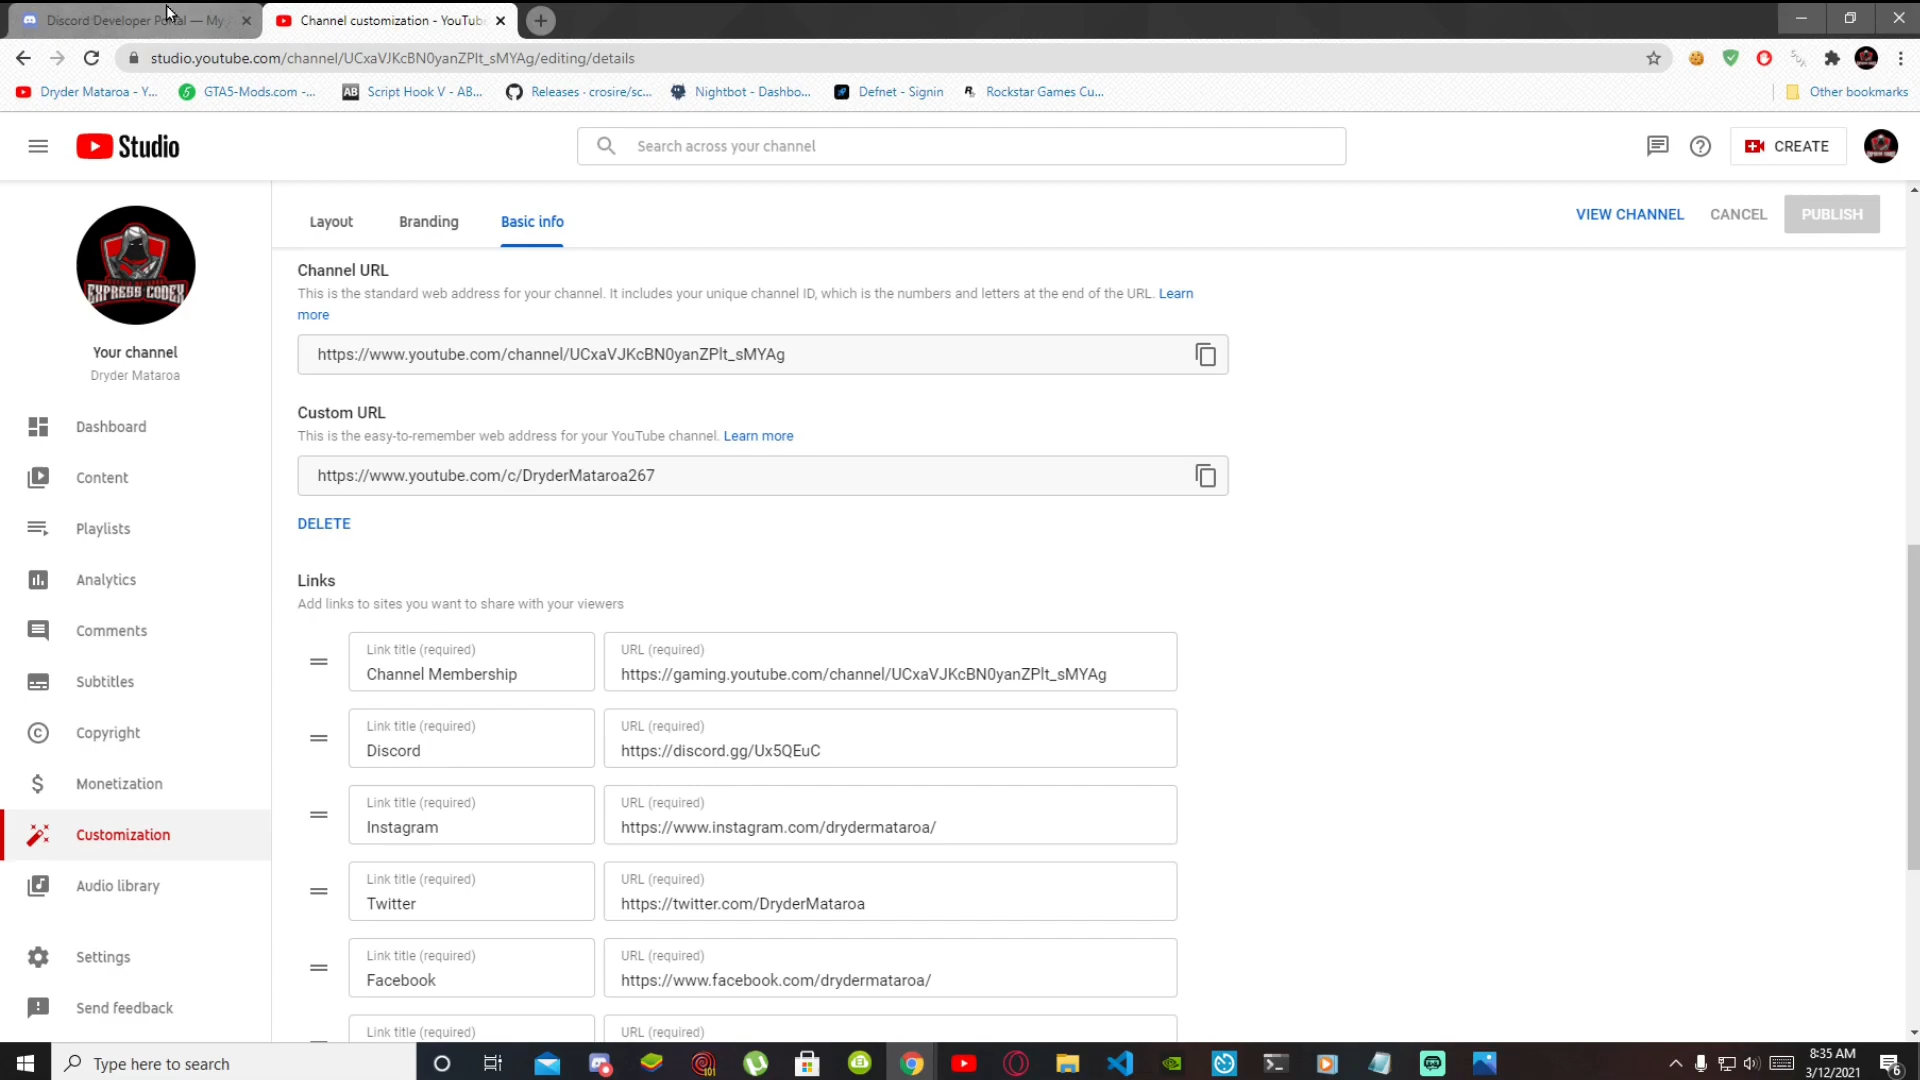 Discord Developer Portal — My
Channel customization - YouTube
studio.youtube.com/channel/UCxaVJKcBN0yanZPlt_sMYAg/editing/details
Dryder Mataroa - Y...
GTA5-Mods.com -...
AB
Script Hook V - AB...
Releases · crosire/sc...
Nightbot - Dashbo...
Defnet - Signin
Rockstar Games Cu...
Other bookmarks
Studio
Search across your channel
CREATE
EXPRESS CODEX
Your channel
Dryder Mataroa
Dashboard
Content
Playlists
Analytics
Comments
Subtitles
Copyright
Monetization
Customization
Audio library
Settings
Send feedback
Layout
Branding
Basic info
VIEW CHANNEL
CANCEL
PUBLISH
Channel URL
This is the standard web address for your channel. It includes your unique channel ID, which is the numbers and letters at the end of the URL. Learn
more
https://www.youtube.com/channel/UCxaVJKcBN0yanZPlt_sMYAg
Custom URL
This is the easy-to-remember web address for your YouTube channel. Learn more
https://www.youtube.com/c/DryderMataroa267
DELETE
Links
Add links to sites you want to share with your viewers
Link title (required)
Channel Membership
URL (required)
https://gaming.youtube.com/channel/UCxaVJKcBN0yanZPlt_sMYAg
Link title (required)
Discord
URL (required)
https://discord.gg/Ux5QEuC
Link title (required)
Instagram
URL (required)
https://www.instagram.com/drydermataroa/
Link title (required)
Twitter
URL (required)
https://twitter.com/DryderMataroa
Link title (required)
Facebook
URL (required)
https://www.facebook.com/drydermataroa/
Link title (required)
URL (required)
Type here to search
8:35 AM
3/12/2021
6